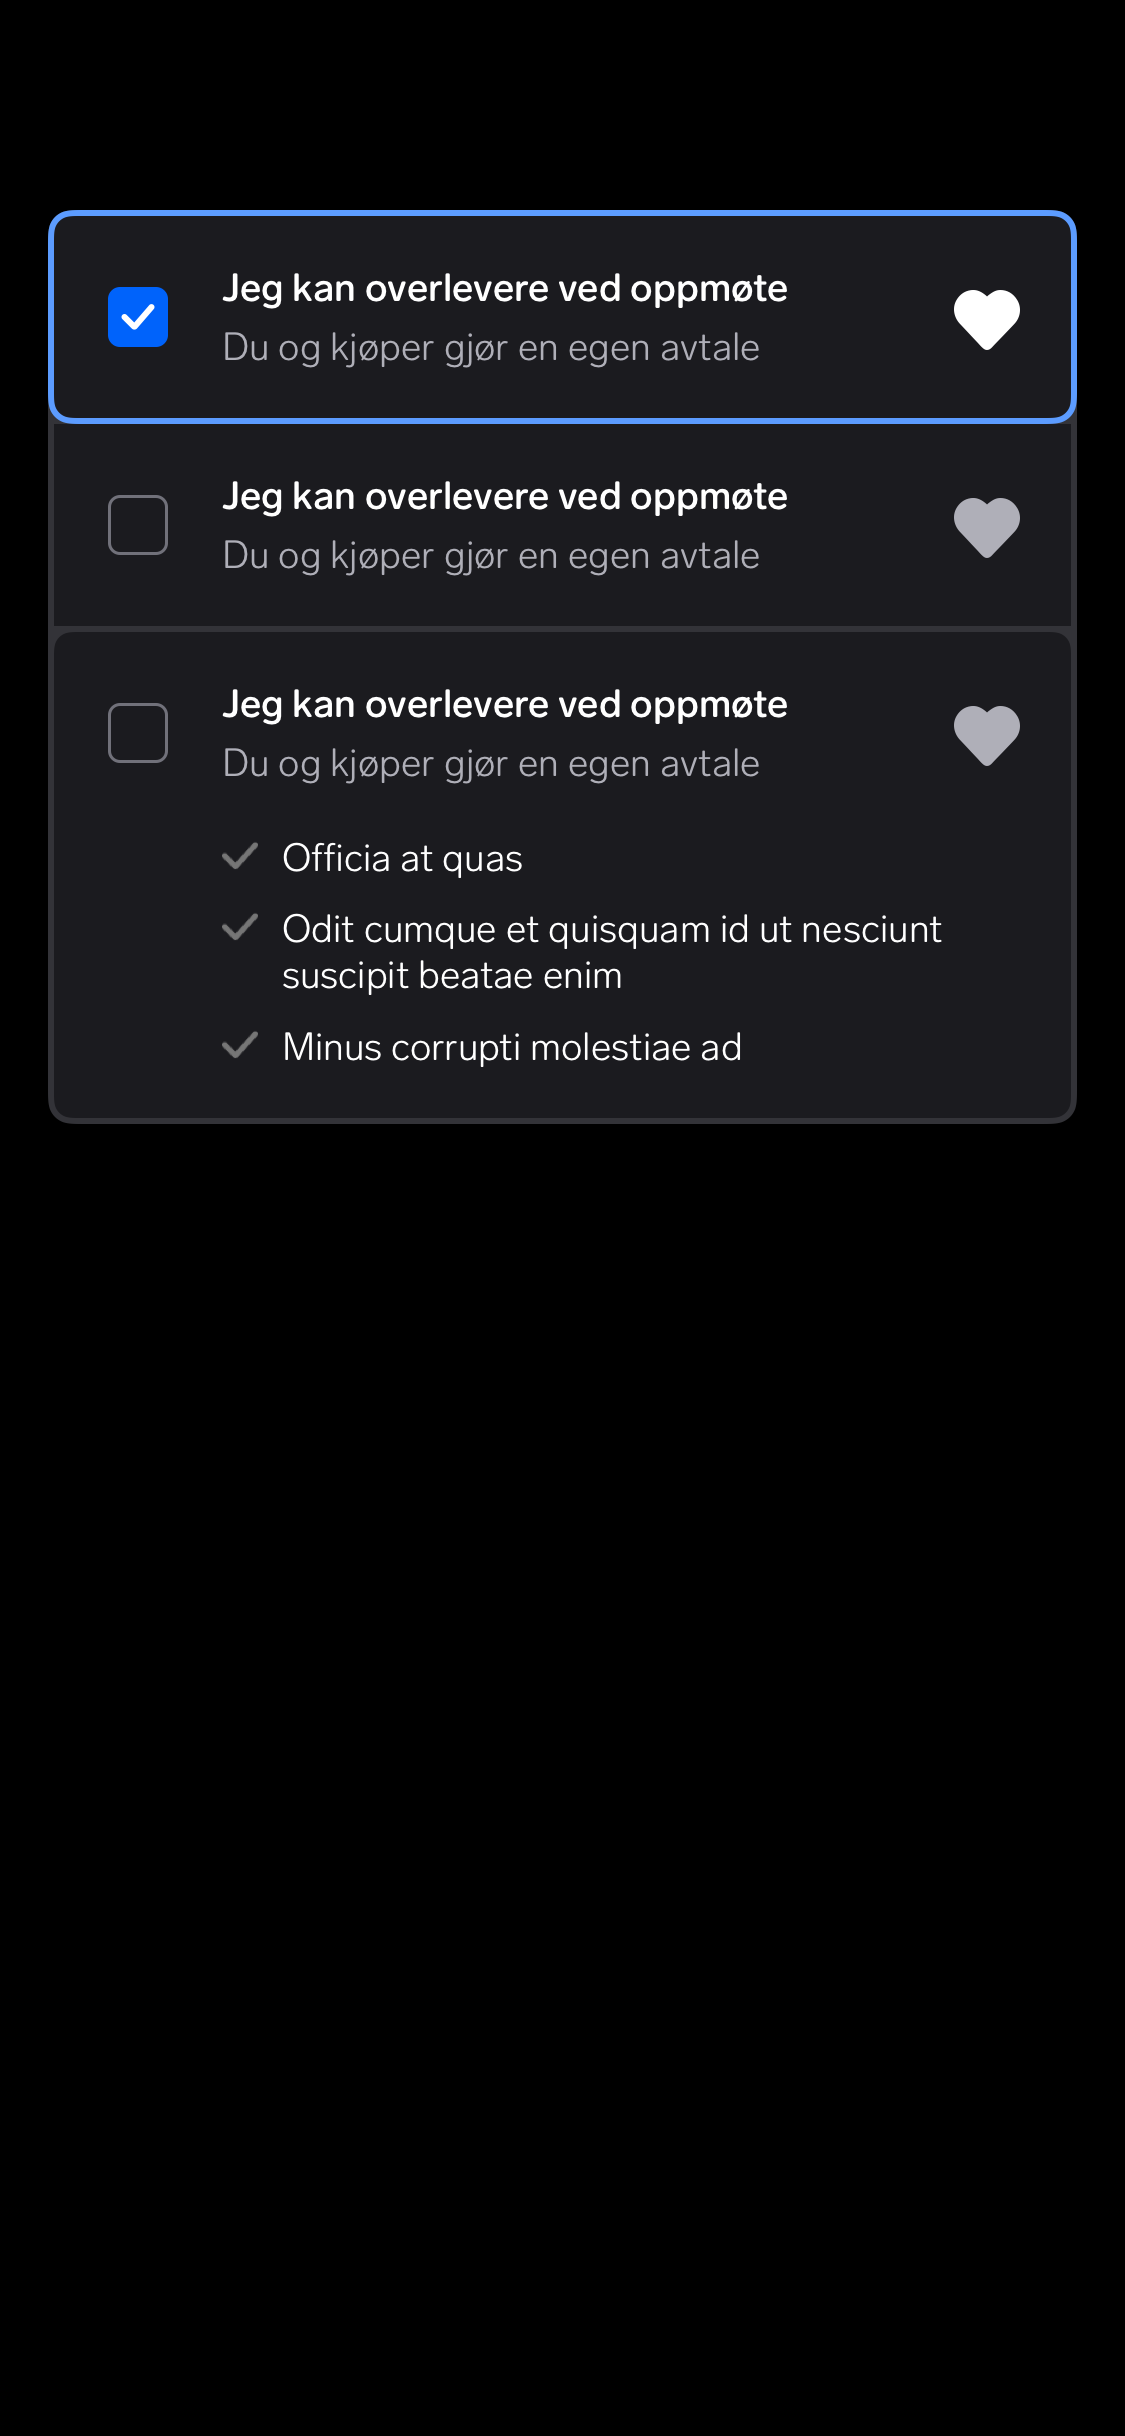 Jeg kan overlevere ved oppmøte
Du og kjøper gjør en egen avtale
Jeg kan overlevere ved oppmøte
Du og kjøper gjør en egen avtale
Jeg kan overlevere ved oppmøte
Du og kjøper gjør en egen avtale
Officia at quas
Odit cumque et quisquam id ut nesciunt
suscipit beatae enim
Minus corrupti molestiae ad